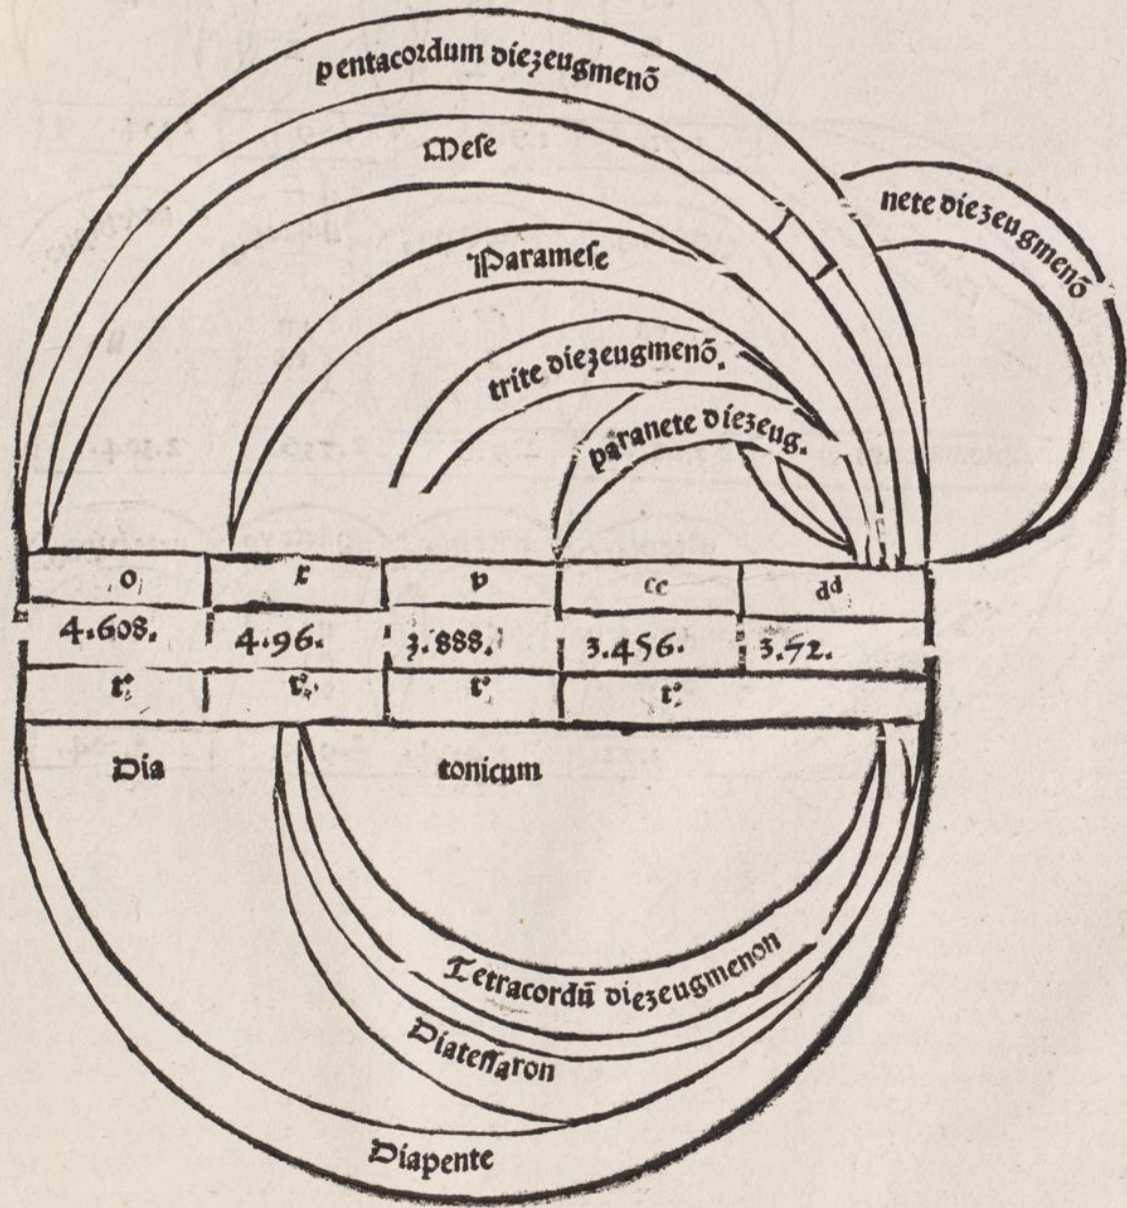 pentacordum diezeugmenō
Mese
nete diezeugmenō
Paramese
trite diezeugmenō.
paranete diezeug.
o x v cc dd
4.608. 4.96. 3.888. 3.456. 3.72.
t t t t
Dia tonicum
Tetracordū diezeugmenon
Diatessaron
Diapente